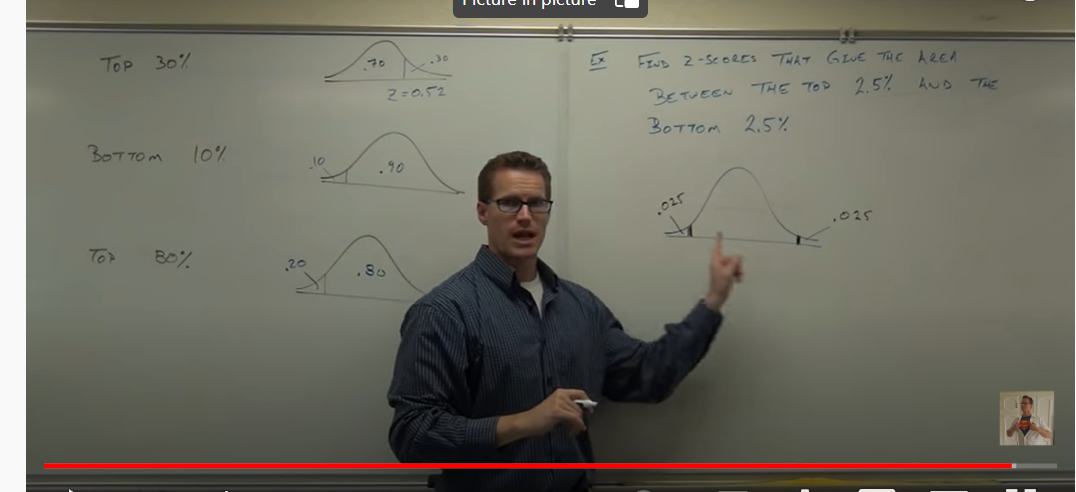 Picture in picture
TOP 30%
.70
.30
Z=0.52
BOTTOM 10%
.10
.90
TOP 80%
.20
.80
EX FIND Z-SCORES THAT GIVE THE AREA
BETWEEN THE TOP 2.5% AND THE
BOTTOM 2.5%
.025
.025